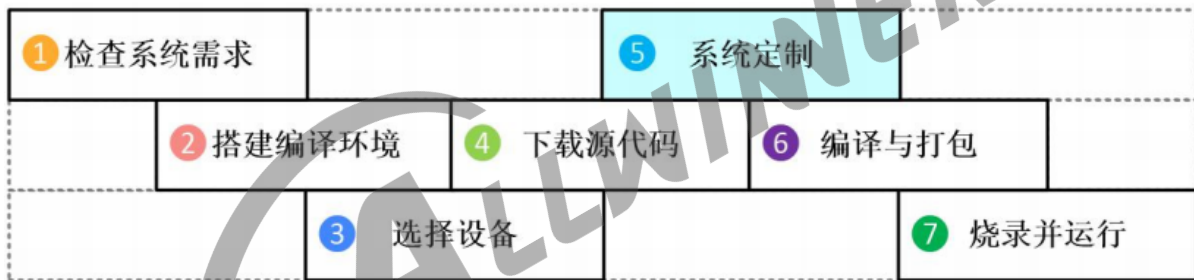 1 检查系统需求
5 系统定制
2 搭建编译环境
4 下载源代码
6 编译与打包
3 选择设备
7 烧录并运行
ALLWINNER